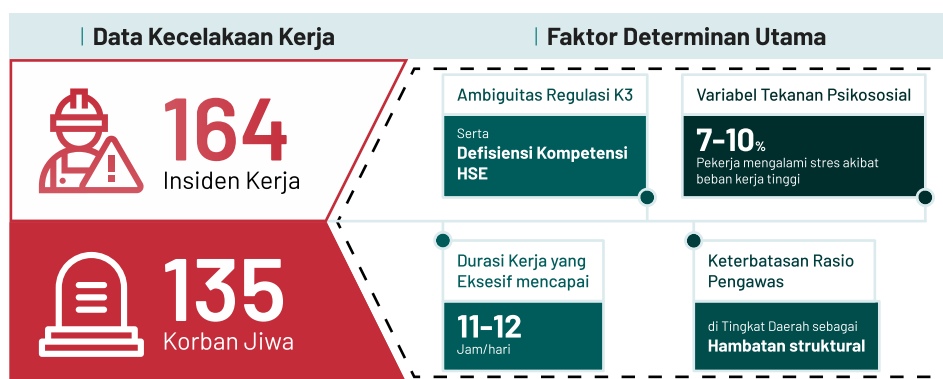 Data Kecelakaan Kerja
164
Insiden Kerja
135
Korban Jiwa
Faktor Determinan Utama
Ambiguitas Regulasi K3
Serta
Defisiensi Kompetensi
HSE
Variabel Tekanan Psikososial
7-10%
Pekerja mengalami stres akibat
beban kerja tinggi
Durasi Kerja yang
Eksesif mencapai
11-12
Jam/hari
Keterbatasan Rasio
Pengawas
di Tingkat Daerah sebagai
Hambatan struktural